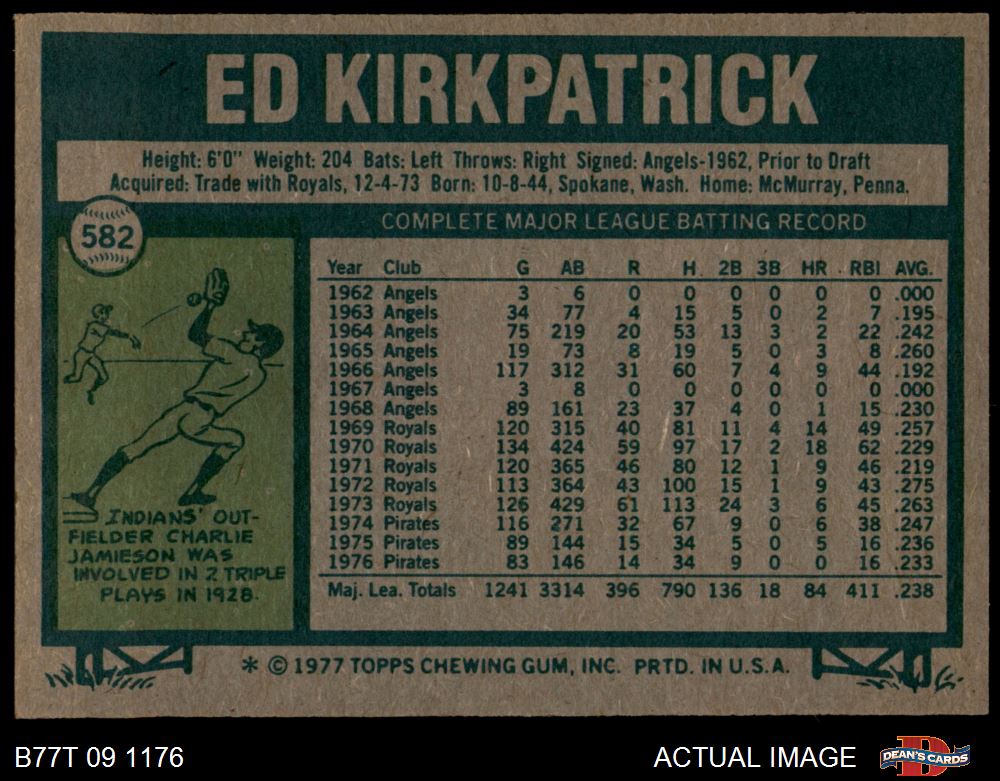 ED KIRKPATRICK
Height: 6'0" Weight: 204 Bats: Left Throws: Right Signed: Angels-1962, Prior to Draft
Acquired: Trade with Royals, 12-4-73 Born: 10-8-44, Spokane, Wash. Home: McMurray, Penna.
582
COMPLETE MAJOR LEAGUE BATTING RECORD
Year Club G AB R H 2B 3B HR RBI AVG.
1962 Angels 3 6 0 0 0 0 0 0 .000
1963 Angels 34 77 4 15 5 0 2 7 .195
1964 Angels 75 219 20 53 13 3 2 22 .242
1965 Angels 19 73 8 19 5 0 3 8 .260
1966 Angels 117 312 31 60 7 4 9 44 .192
1967 Angels 3 8 0 0 0 0 0 0 .000
1968 Angels 89 161 23 37 4 0 1 15 .230
1969 Royals 120 315 40 81 11 4 14 49 .257
1970 Royals 134 424 59 97 17 2 18 62 .229
1971 Royals 120 365 46 80 12 1 9 46 .219
1972 Royals 113 364 43 100 15 1 9 43 .275
1973 Royals 126 429 61 113 24 3 6 45 .263
1974 Pirates 116 271 32 67 9 0 6 38 .247
1975 Pirates 89 144 15 34 5 0 5 16 .236
1976 Pirates 83 146 14 34 9 0 0 16 .233
Maj. Lea. Totals 1241 3314 396 790 136 18 84 411 .238
INDIANS' OUT-
FIELDER CHARLIE
JAMIESON WAS
INVOLVED IN 2 TRIPLE
PLAYS IN 1928.
* © 1977 TOPPS CHEWING GUM, INC. PRTD. IN U.S.A.
B77T 09 1176
ACTUAL IMAGE
DEAN'S CARDS